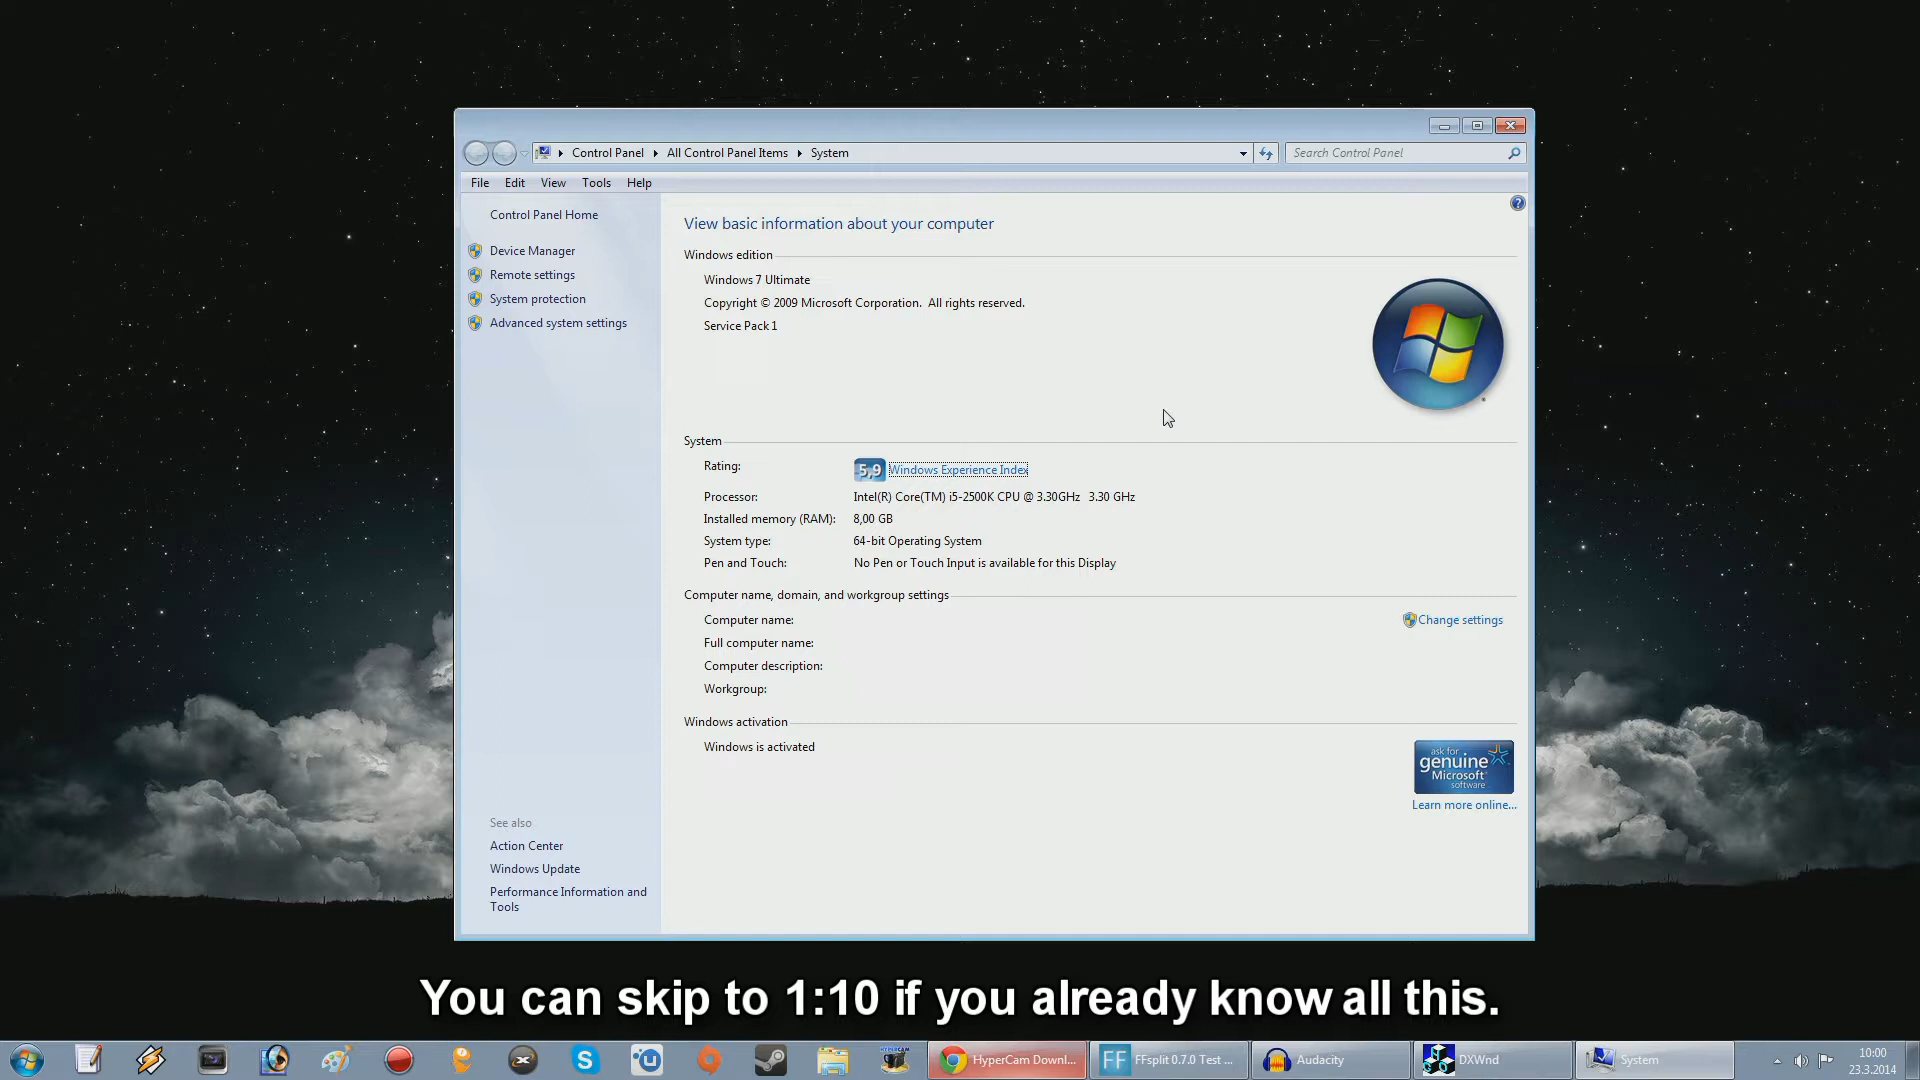 Control Panel All Control Panel Items System
Search Control Panel
File Edit View Tools Help
Control Panel Home
Device Manager
Remote settings
System protection
Advanced system settings
View basic information about your computer
Windows edition
Windows 7 Ultimate
Copyright © 2009 Microsoft Corporation. All rights reserved.
Service Pack 1
System
Rating: 5,9 Windows Experience Index
Processor: Intel(R) Core(TM) i5-2500K CPU @ 3.30GHz 3.30 GHz
Installed memory (RAM): 8,00 GB
System type: 64-bit Operating System
Pen and Touch: No Pen or Touch Input is available for this Display
Computer name, domain, and workgroup settings
Computer name:
Change settings
Full computer name:
Computer description:
Workgroup:
Windows activation
Windows is activated
ask for
genuine
Microsoft
software
Learn more online...
See also
Action Center
Windows Update
Performance Information and
Tools
You can skip to 1:10 if you already know all this.
HYPERCAM
HyperCam Downl...
FF
FFsplit 0.7.0 Test ...
Audacity
DXWnd
System
10:00
23.3.2014